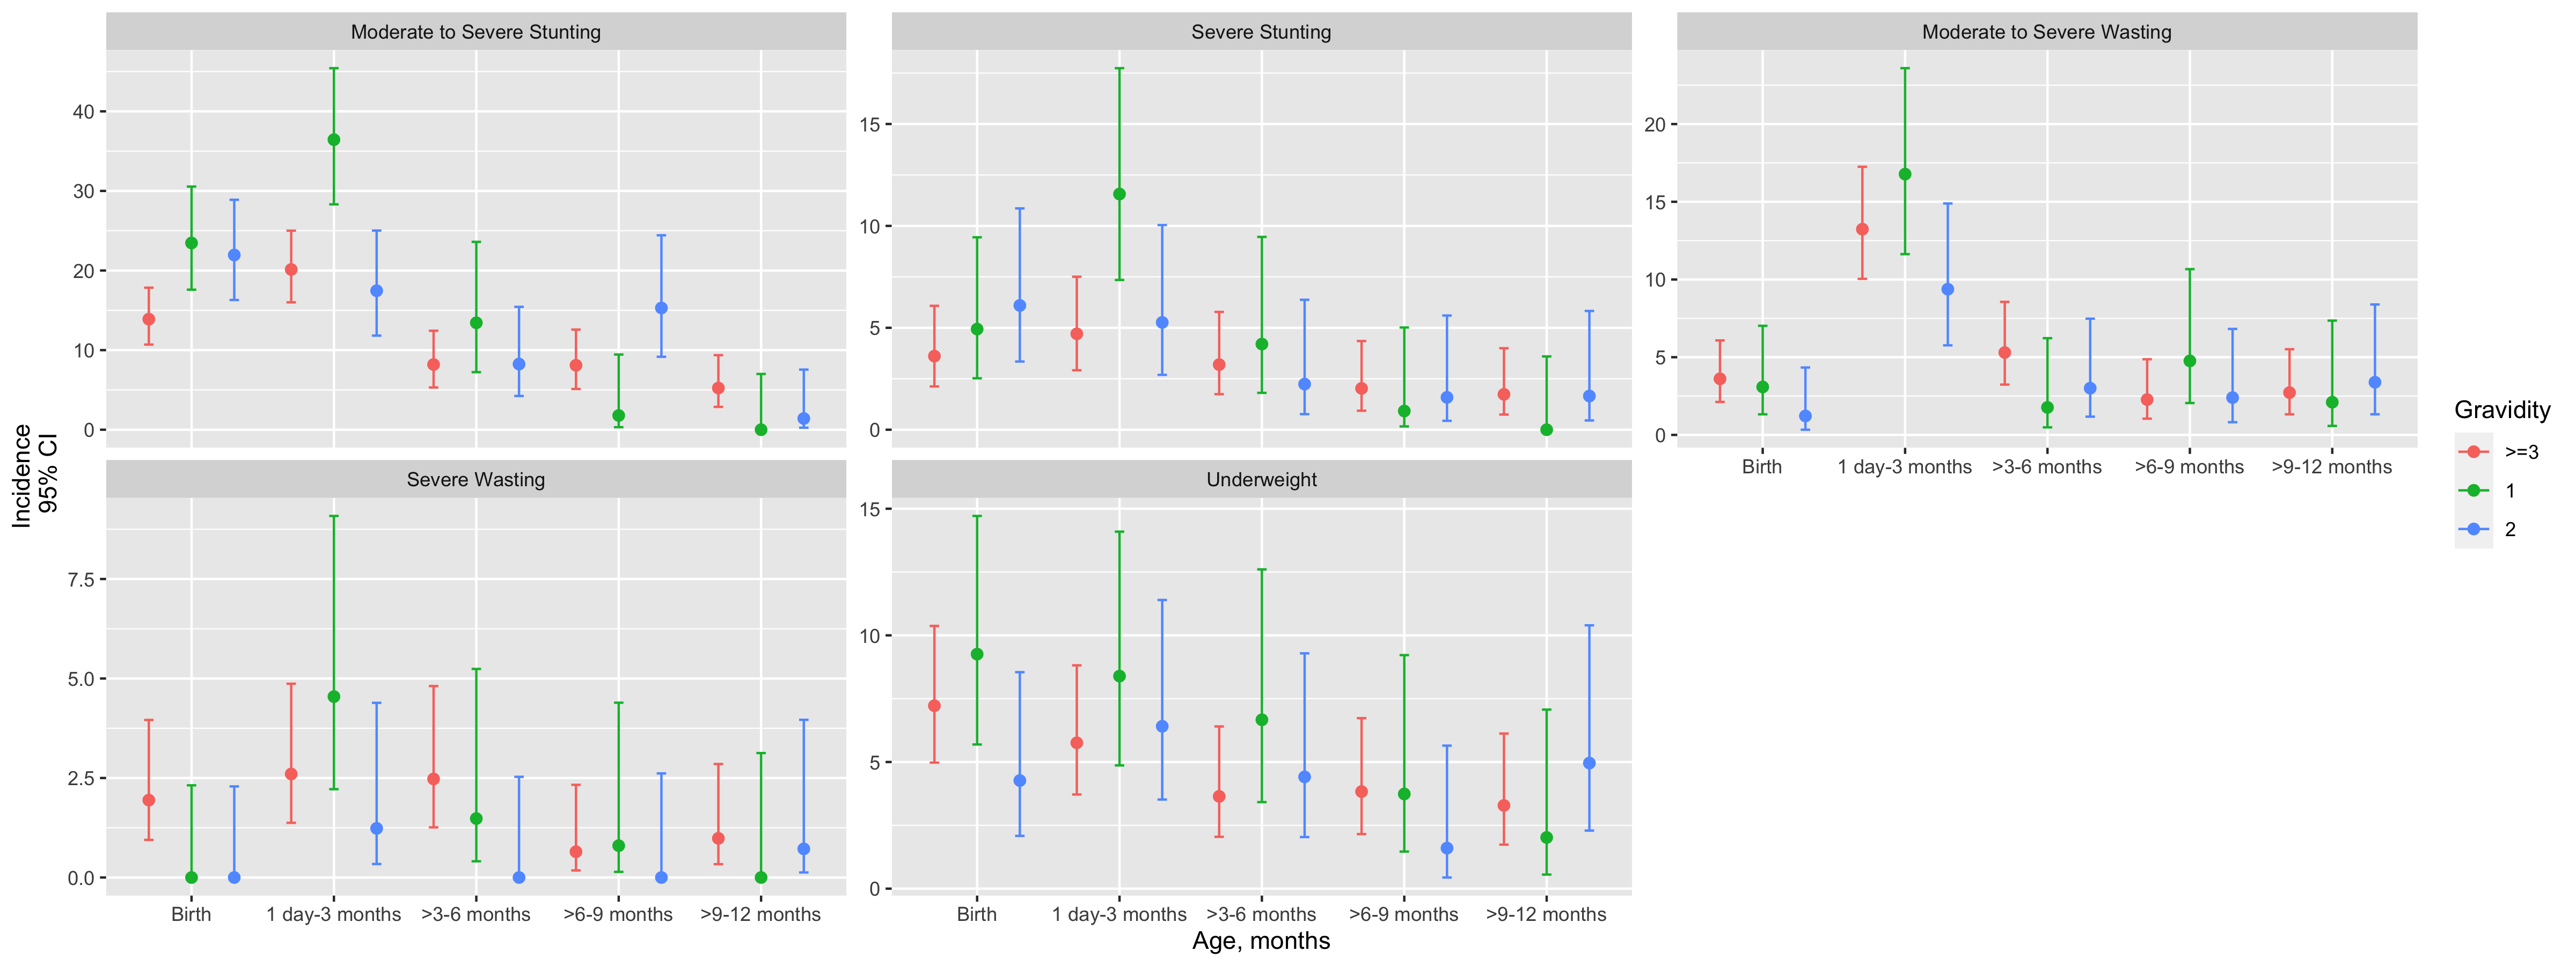 Moderate to Severe Stunting
Severe Stunting
Moderate to Severe Wasting
40
30
20
10
0
15
10
5
0
20
15
10
5
0
Birth
1 day-3 months
>3-6 months
>6-9 months
>9-12 months
Severe Wasting
Underweight
7.5
5.0
2.5
0.0
15
10
5
0
Birth
1 day-3 months
>3-6 months
>6-9 months
>9-12 months
Birth
1 day-3 months
>3-6 months
>6-9 months
>9-12 months
Incidence
95% CI
Age, months
Gravidity
>=3
1
2